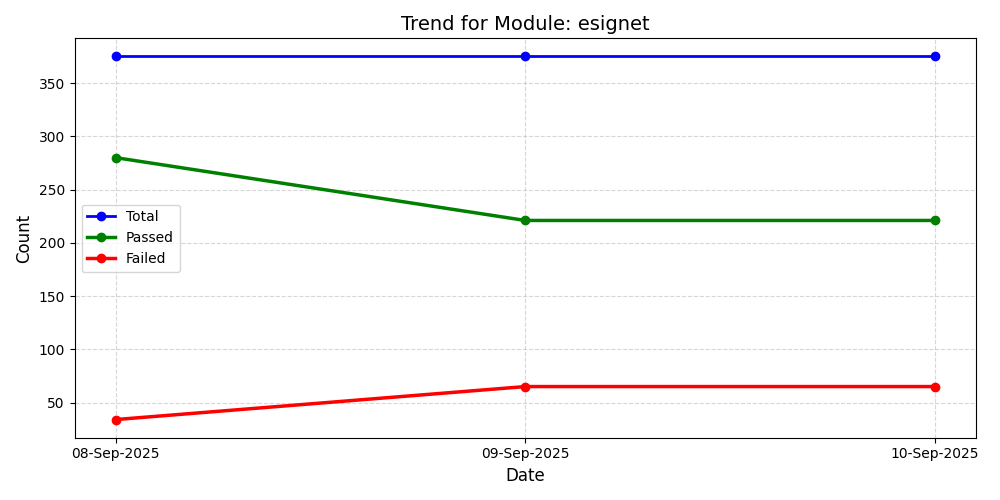 Trend for Module: esignet
Count
350
300
250
200
150
100
50
Total
Passed
Failed
08-Sep-2025
09-Sep-2025
10-Sep-2025
Date